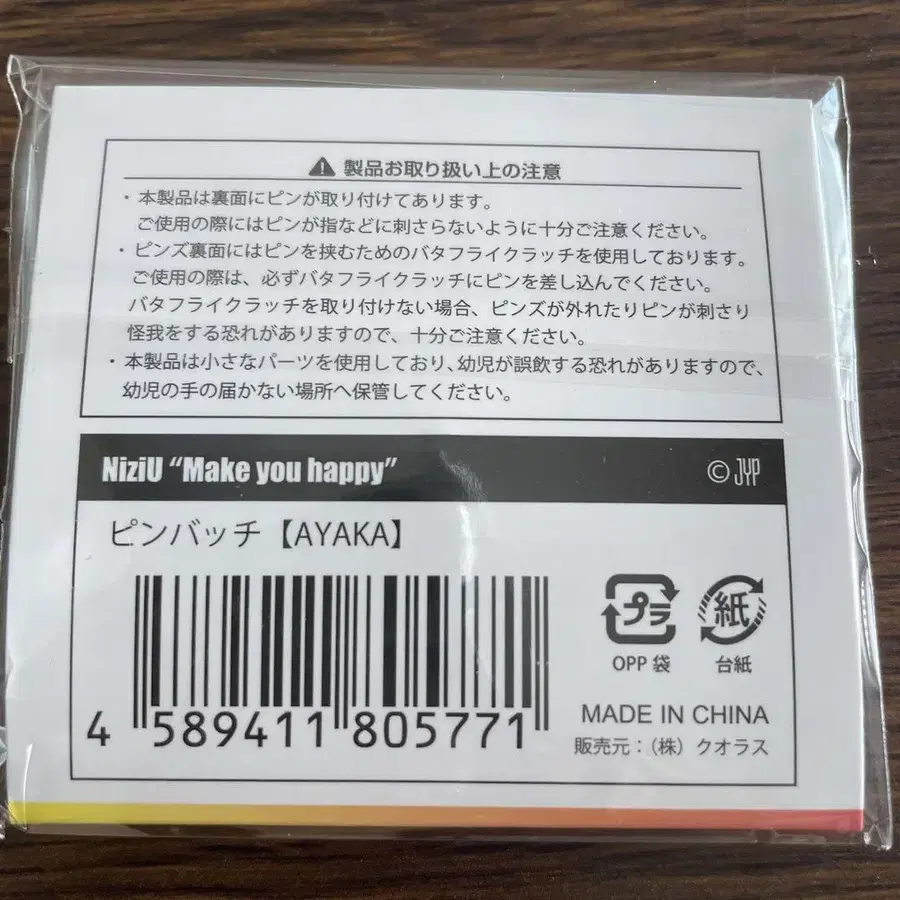 ⚠ 製品お取り扱い上の注意
・本製品は裏面にピンが取り付けてあります。
ご使用の際にはピンが指などに刺さらないように十分ご注意ください。
・ピンズ裏面にはピンを挟むためのバタフライクラッチを使用しております。
ご使用の際は、必ずバタフライクラッチにピンを差し込んでください。
バタフライクラッチを取り付けない場合、ピンズが外れたりピンが刺さり
怪我をする恐れがありますので、十分ご注意ください。
・本製品は小さなパーツを使用しており、幼児が誤飲する恐れがありますので、
幼児の手の届かない場所へ保管してください。
NiziU “Make you happy” © JYP
ピンバッチ【AYAKA】
プラ 紙
OPP 袋 台紙
4 589411 805771
MADE IN CHINA
販売元:(株)クオラス